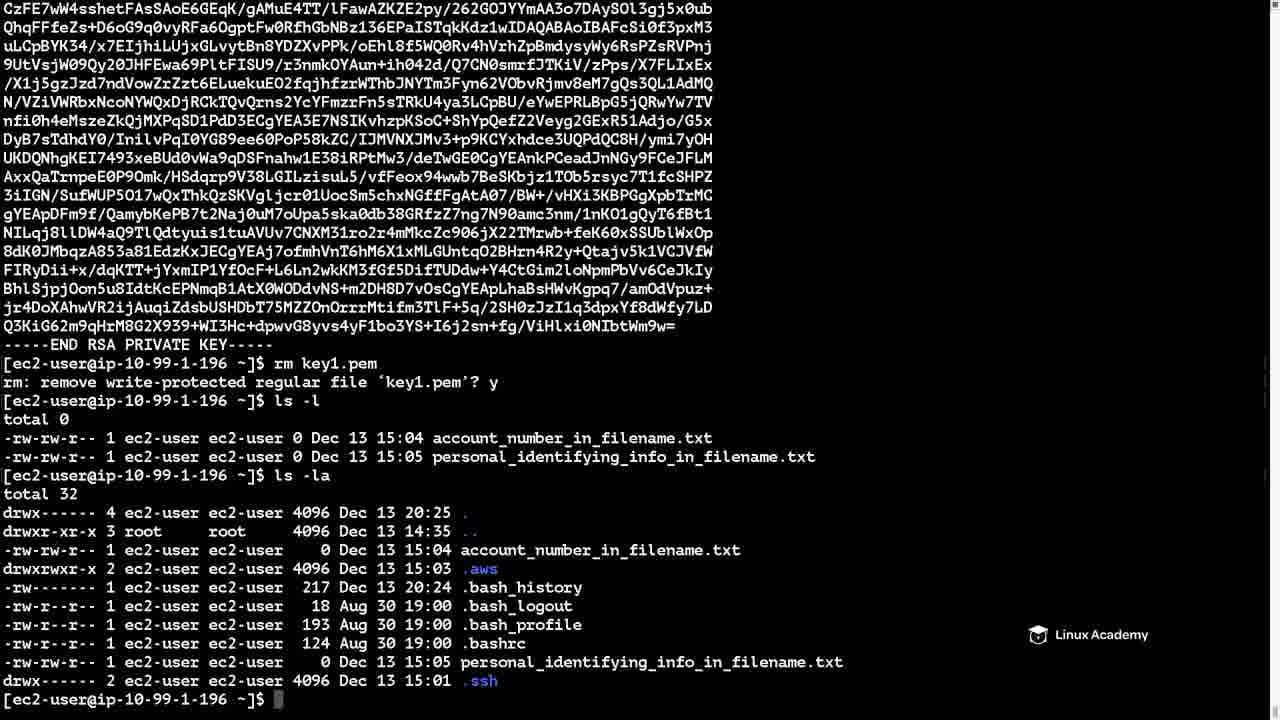 CzFE7wW4sshetFAsSAoE6GEqK/gAMuE4TT/lFawAZKZE2py/262GOJYYmAA3o7DAySOl3gj5x0ub
QhqFFfeZs+D6oG9q0vyRFa6OgptFw0RfhGbNBz136EPaISTqkKdz1wIDAQABAoIBAFcSi0f3pxM3
uLCpBYK34/x7EIjhiLUjxGLvytBn8YDZXvPPk/oEhl8f5WQ0Rv4hVrhZpBmdysyWy6RsPZsRVPnj
9UtVsjW09Qy20JHFEwa69PltFISU9/r3nmkOYAun+ih042d/Q7CN0smrfJTKiV/zPps/X7FLIxEx
/X1j5gzJzd7ndVowZrZzt6ELuekuEO2fqjhfzrWThbJNYTm3Fyn62VObvRjmv8eM7gQs3QL1AdMQ
N/VZiVWRbxNcoNYWQxDjRCkTQvQrns2YcYFmzrFn5sTRkU4ya3LCpBU/eYwEPRLBpG5jQRwYw7TV
nfi0h4eMszeZkQjMXPqSD1PdD3ECgYEA3E7NSIKvhzpKSoC+ShYpQefZ2Veyg2GExR51Adjo/G5x
DyB7sTdhdY0/InilvPqI0YG89ee60PoP58kZC/IJMVNXJMv3+p9KCYxhdce3UQPdQC8H/ymi7yOH
UKDQNhgKEI7493xeBUd0vWa9qDSFnahw1E38iRPtMw3/deTwGE0CgYEAnkPCeadJnNGy9FCeJFLM
AxxQaTrnpeE0P9Omk/HSdqrp9V38LGILzisuL5/vfFeox94wwb7BeSKbjz1TOb5rsyc7T1fcSHPZ
3iIGN/SufWUP5O17wQxThkQzSKVgljcr01UocSm5chxNGffFgAtA07/BW+/vHXi3KBPGgXpbTrMC
gYEApDFm9f/QamybKePB7t2Naj0uM7oUpa5ska0db38GRfzZ7ng7N90amc3nm/1nKO1gQyT6fBt1
NILqj8llDW4aQ9TlQdtyuis1tuAVUv7CNXM31ro2r4mMkcZc906jX22TMrwb+feK60xSSUblWxOp
8dK0JMbqzA853a81EdzKxJECgYEAj7ofmhVnT6hM6X1xMLGUntqO2BHrn4R2y+Qtajv5k1VCJVfW
FIRyDii+x/dqKTT+jYxmIP1YfOcF+L6Ln2wkKM3fGf5DifTUDdw+Y4CtGim2loNpmPbVv6CeJkIy
BhlSjpjOon5u8IdtKcEPNmqB1AtX0WODdvNS+m2DH8D7vOsCgYEApLhaBsHWvKgpq7/amOdVpuz+
jr4DoXAhwVR2ijAuqiZdsbUSHDbT75MZZOnOrrrMtifm3TlF+5q/2SH0zJzI1q3dpxYf8dWfy7LD
Q3KiG62m9qHrM8G2X939+WI3Hc+dpwvG8yvs4yF1bo3YS+I6j2sn+fg/ViHlxi0NIbtWm9w=
-----END RSA PRIVATE KEY-----
[ec2-user@ip-10-99-1-196 ~]$ rm key1.pem
rm: remove write-protected regular file ‘key1.pem’? y
[ec2-user@ip-10-99-1-196 ~]$ ls -l
total 0
-rw-rw-r-- 1 ec2-user ec2-user 0 Dec 13 15:04 account_number_in_filename.txt
-rw-rw-r-- 1 ec2-user ec2-user 0 Dec 13 15:05 personal_identifying_info_in_filename.txt
[ec2-user@ip-10-99-1-196 ~]$ ls -la
total 32
drwx------ 4 ec2-user ec2-user 4096 Dec 13 20:25 .
drwxr-xr-x 3 root     root     4096 Dec 13 14:35 ..
-rw-rw-r-- 1 ec2-user ec2-user    0 Dec 13 15:04 account_number_in_filename.txt
drwxrwxr-x 2 ec2-user ec2-user 4096 Dec 13 15:03 .aws
-rw------- 1 ec2-user ec2-user  217 Dec 13 20:24 .bash_history
-rw-r--r-- 1 ec2-user ec2-user   18 Aug 30 19:00 .bash_logout
-rw-r--r-- 1 ec2-user ec2-user  193 Aug 30 19:00 .bash_profile
-rw-r--r-- 1 ec2-user ec2-user  124 Aug 30 19:00 .bashrc
-rw-rw-r-- 1 ec2-user ec2-user    0 Dec 13 15:05 personal_identifying_info_in_filename.txt
drwx------ 2 ec2-user ec2-user 4096 Dec 13 15:01 .ssh
[ec2-user@ip-10-99-1-196 ~]$
Linux Academy